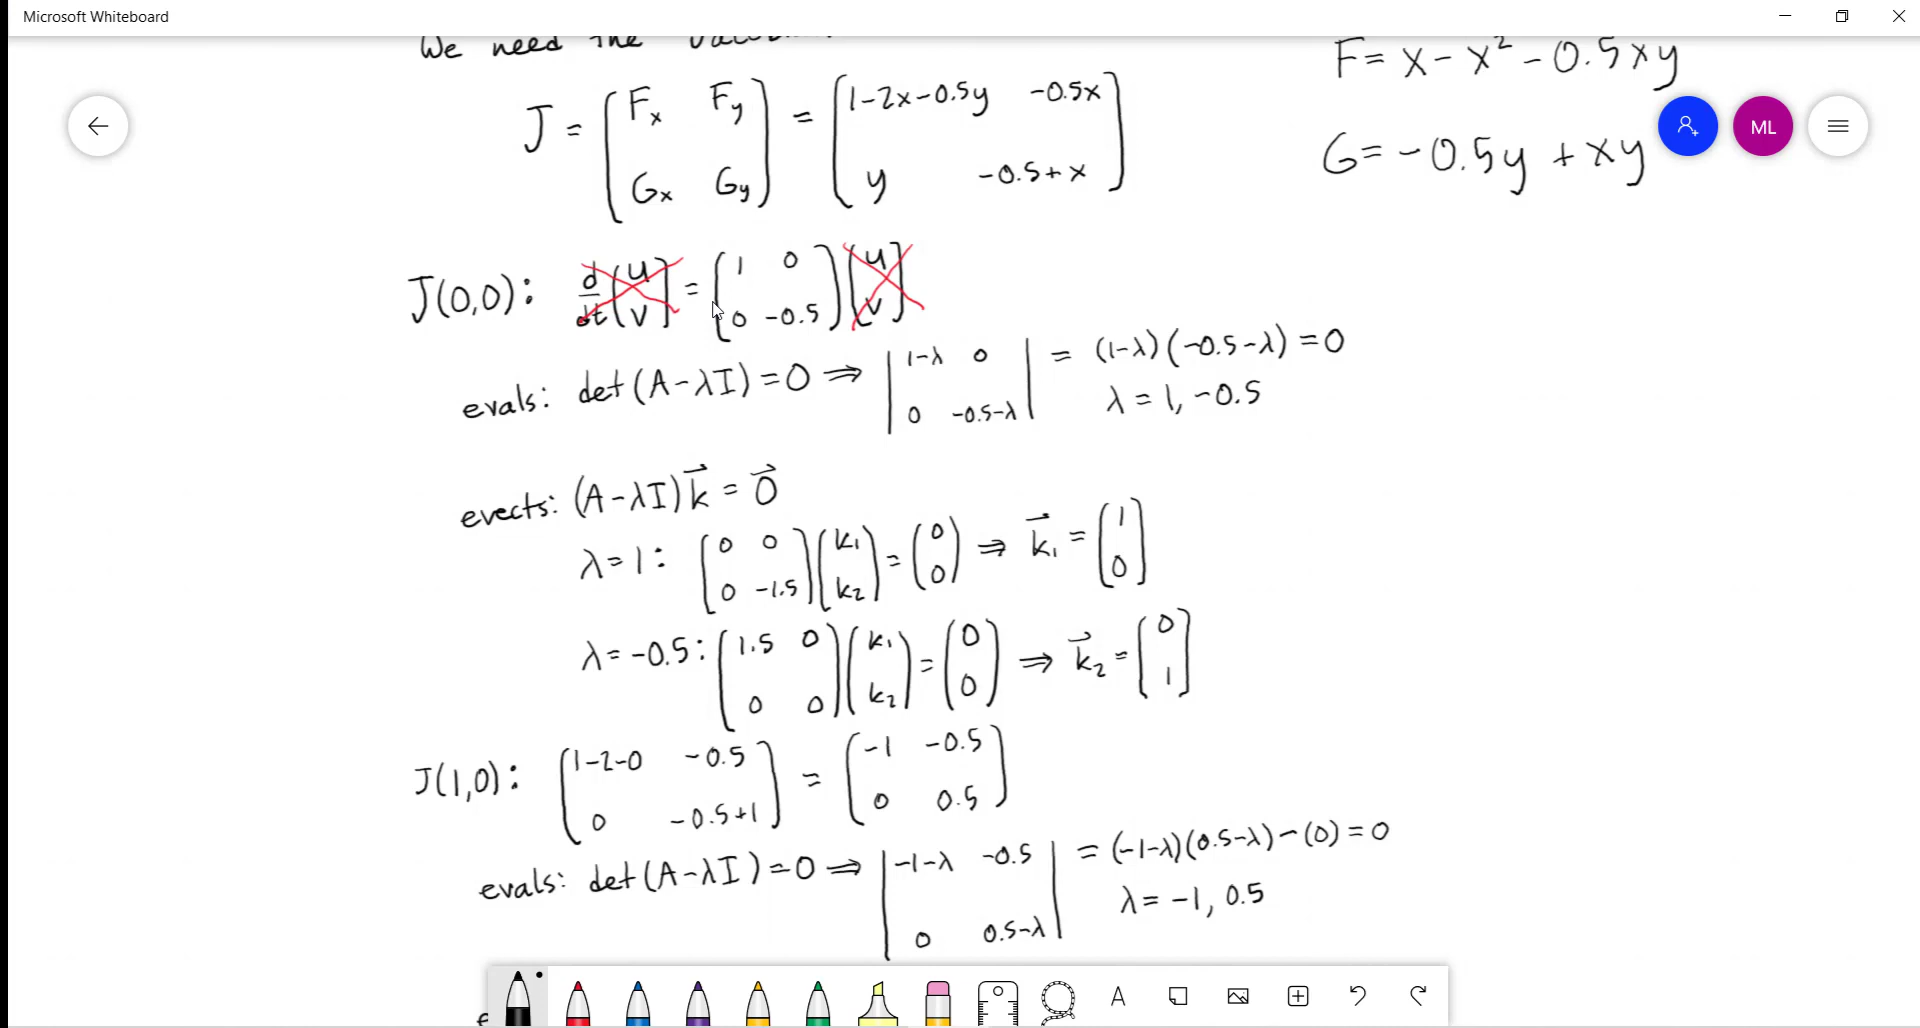 Microsoft Whiteboard
We need the
F = x - x² - 0.5xy
J = (F_x F_y; G_x G_y) = (1-2x-0.5y -0.5x; y -0.5+x)
G = -0.5y + xy
ML
J(0,0): d/dt (u; v) = (1 0; 0 -0.5) (u; v)
evals: det(A-λI)=0 ⇒ |1-λ 0; 0 -0.5-λ| = (1-λ)(-0.5-λ)=0
λ = 1, -0.5
evects: (A-λI)k⃗ = 0⃗
λ=1: (0 0; 0 -1.5)(k₁; k₂) = (0; 0) ⇒ k⃗₁ = (1; 0)
λ=-0.5: (1.5 0; 0 0)(k₁; k₂) = (0; 0) ⇒ k⃗₂ = (0; 1)
J(1,0): (1-2-0 -0.5; 0 -0.5+1) = (-1 -0.5; 0 0.5)
evals: det(A-λI)=0 ⇒ |-1-λ -0.5; 0 0.5-λ| = (-1-λ)(0.5-λ)-(0)=0
λ = -1, 0.5